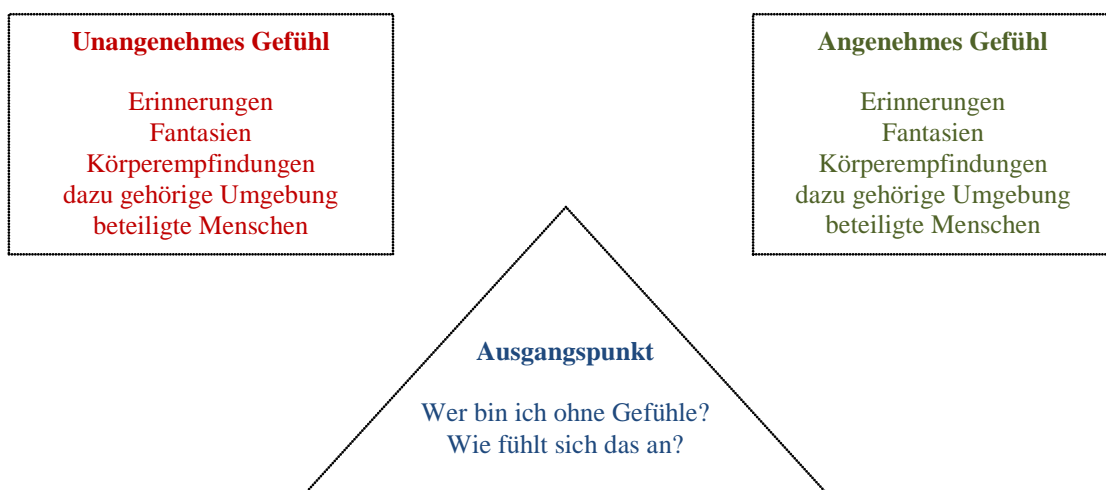 Unangenehmes Gefühl
Erinnerungen
Fantasien
Körperempfindungen
dazu gehörige Umgebung
beteiligte Menschen
Angenehmes Gefühl
Erinnerungen
Fantasien
Körperempfindungen
dazu gehörige Umgebung
beteiligte Menschen
Ausgangspunkt
Wer bin ich ohne Gefühle?
Wie fühlt sich das an?